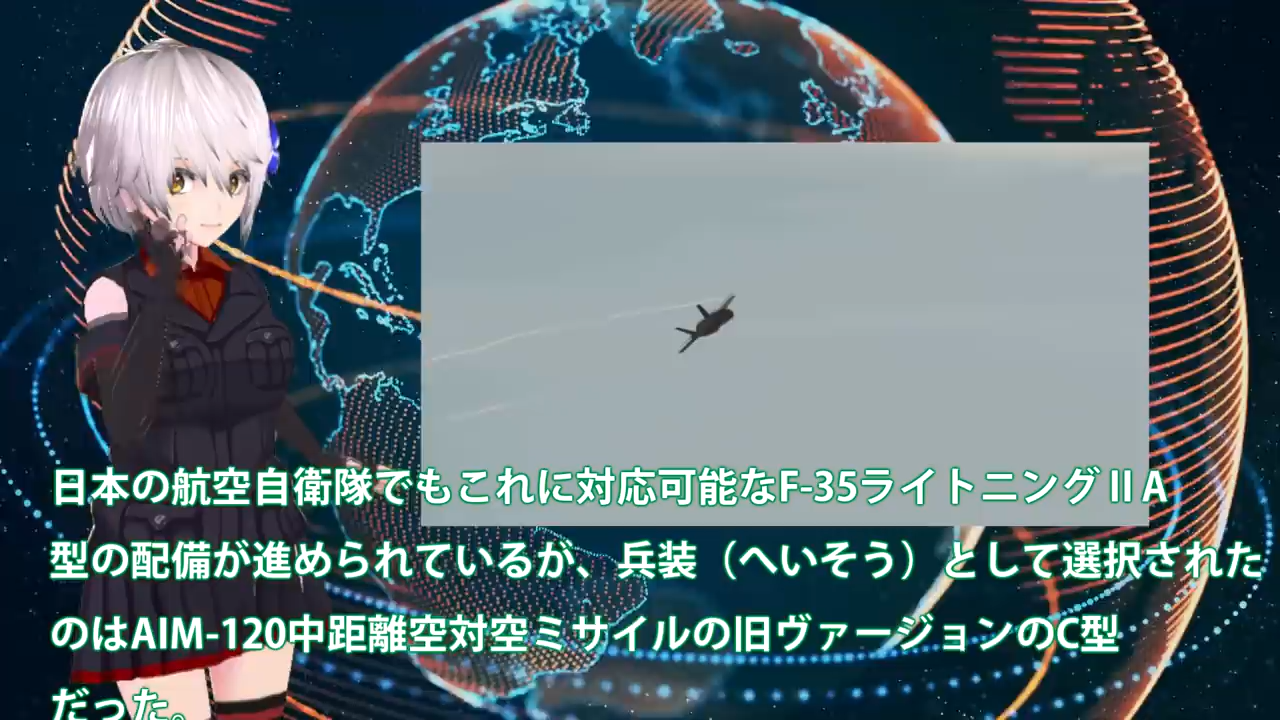 日本の航空自衛隊でもこれに対応可能なF-35ライトニングⅡA
型の配備が進められているが、兵装（へいそう）として選択された
のはAIM-120中距離空対空ミサイルの旧ヴァージョンのC型
だった。